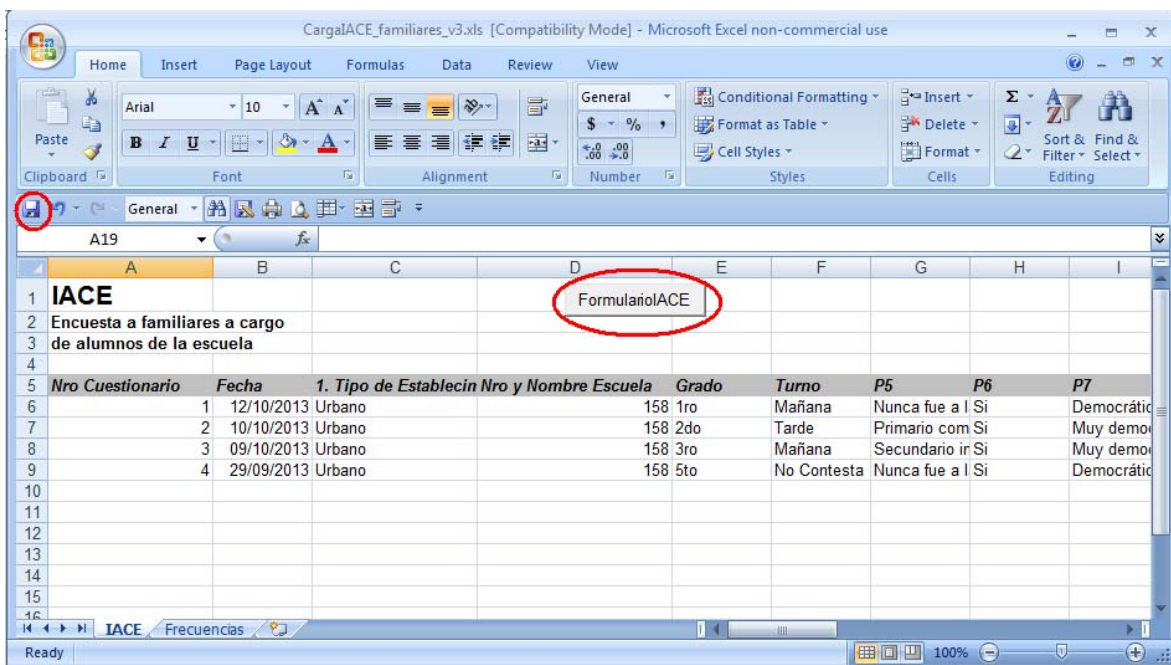 CargaIACE_familiares_v3.xls [Compatibility Mode] - Microsoft Excel non-commercial use
Home Insert Page Layout Formulas Data Review View
Arial 10 A A General Conditional Formatting Insert Σ
Paste B I U A $ % , Format as Table Delete Sort & Find &
.0 .00 .00 .0 Cell Styles Format Filter Select
Clipboard Font Alignment Number Styles Cells Editing
General
A19 fx
A B C D E F G H I
1 IACE FormularioIACE
2 Encuesta a familiares a cargo
3 de alumnos de la escuela
4
5 Nro Cuestionario Fecha 1. Tipo de Establecin Nro y Nombre Escuela Grado Turno P5 P6 P7
6 1 12/10/2013 Urbano 158 1ro Mañana Nunca fue a l Si Democrátic
7 2 10/10/2013 Urbano 158 2do Tarde Primario com Si Muy demo
8 3 09/10/2013 Urbano 158 3ro Mañana Secundario in Si Muy demo
9 4 29/09/2013 Urbano 158 5to No Contesta Nunca fue a l Si Democrátic
10
11
12
13
14
15
16
IACE Frecuencias
Ready 100%